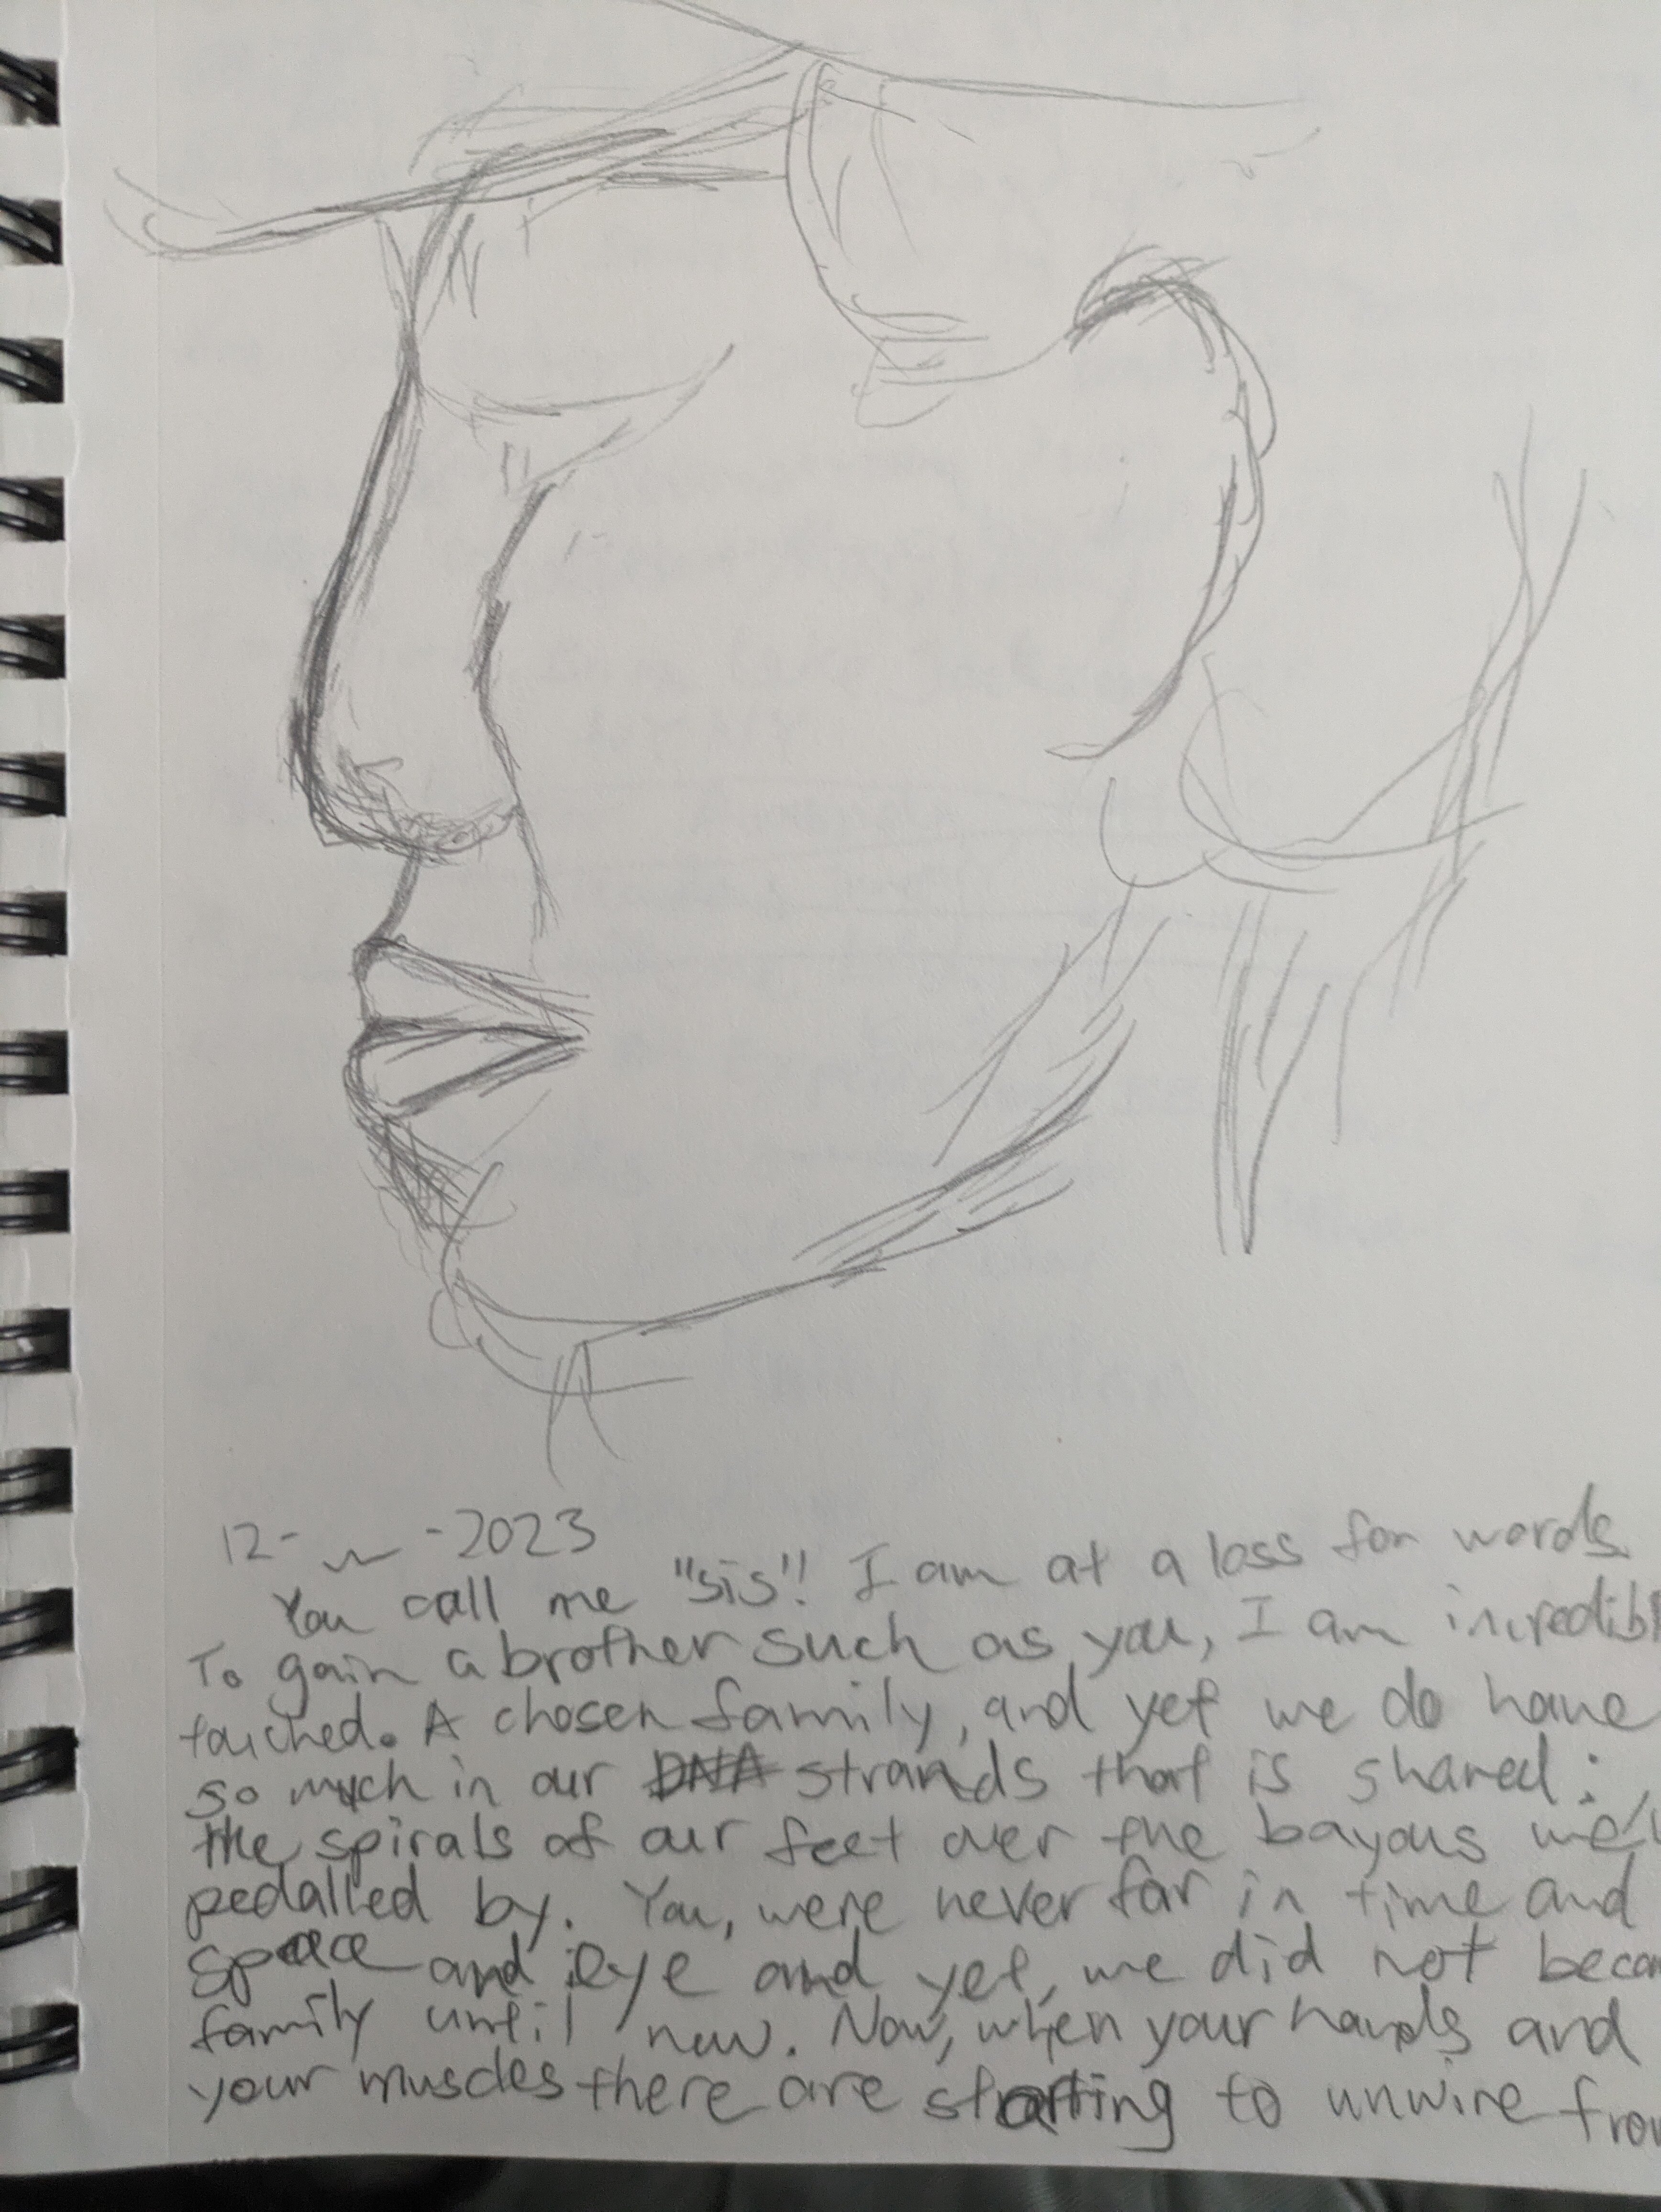 12- -2023
You call me "sis"! I am at a loss for words
To gain a brother such as you, I am incredibl
touched. A chosen family, and yet we do have
so much in our DNA strands that is shared:
the spirals of our feet over the bayous we'v
pedalled by. You, were never far in time and
space and eye and yet, we did not becom
family until now. Now, when your hands and
your muscles there are starting to unwire from